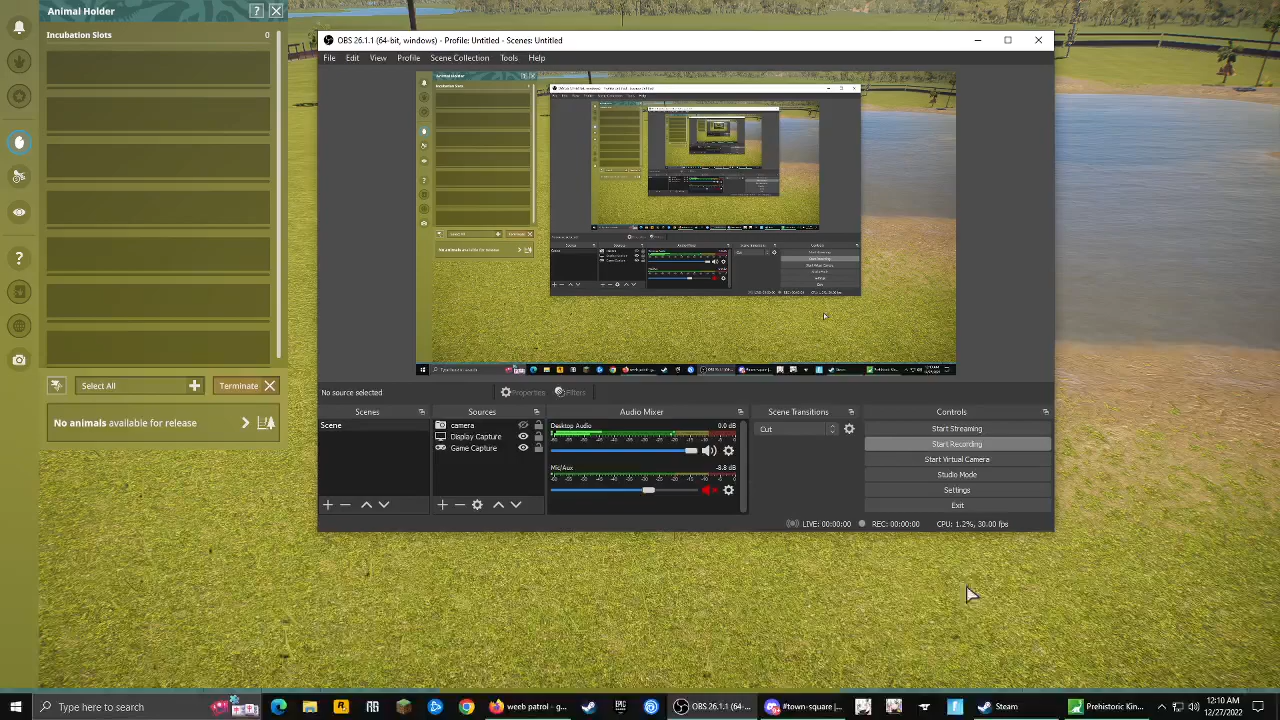 Animal Holder
?
Incubation Slots
0
Select All
Terminate
No animals available for release
?
OBS 26.1.1 (64-bit, windows) - Profile: Untitled - Scenes: Untitled
File Edit View Profile Scene Collection Tools Help
No source selected
Properties
Filters
Scenes
Scene
Sources
camera
Display Capture
Game Capture
Audio Mixer
Desktop Audio
0.0 dB
Mic/Aux
-8.8 dB
Scene Transitions
Cut
Controls
Start Streaming
Start Recording
Start Virtual Camera
Studio Mode
Settings
Exit
LIVE: 00:00:00
REC: 00:00:00
CPU: 1.2%, 30.00 fps
Type here to search
weeb patrol - g...
OBS 26.1.1 (64-...
#town-square |...
Steam
Prehistoric Kin...
12:10 AM
12/27/2022